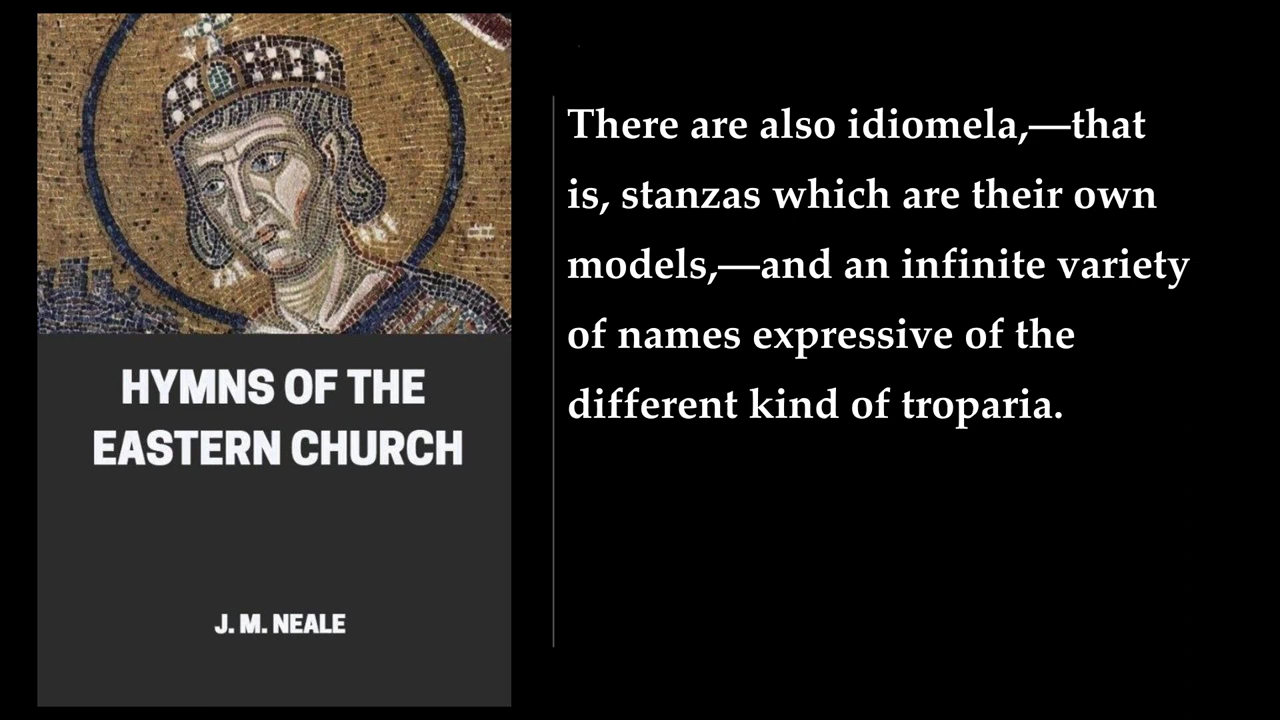 HYMNS OF THE
EASTERN CHURCH
J. M. NEALE
There are also idiomela,—that
is, stanzas which are their own
models,—and an infinite variety
of names expressive of the
different kind of troparia.